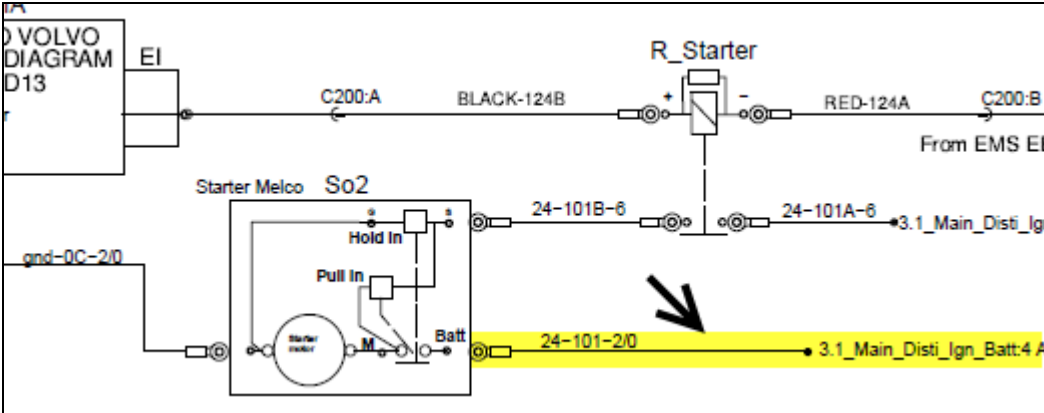 VOLVO
DIAGRAM
D13
EI
C200:A
BLACK-124B
R_Starter
+
-
RED-124A
C200:B
From EMS
Starter Melco
So2
24-101B-6
24-101A-6
3.1_Main_Disti_Ig
Hold In
gnd-0C-2/0
Pull In
Starter
motor
M
Batt
24-101-2/0
3.1_Main_Disti_Ign_Batt:4 A